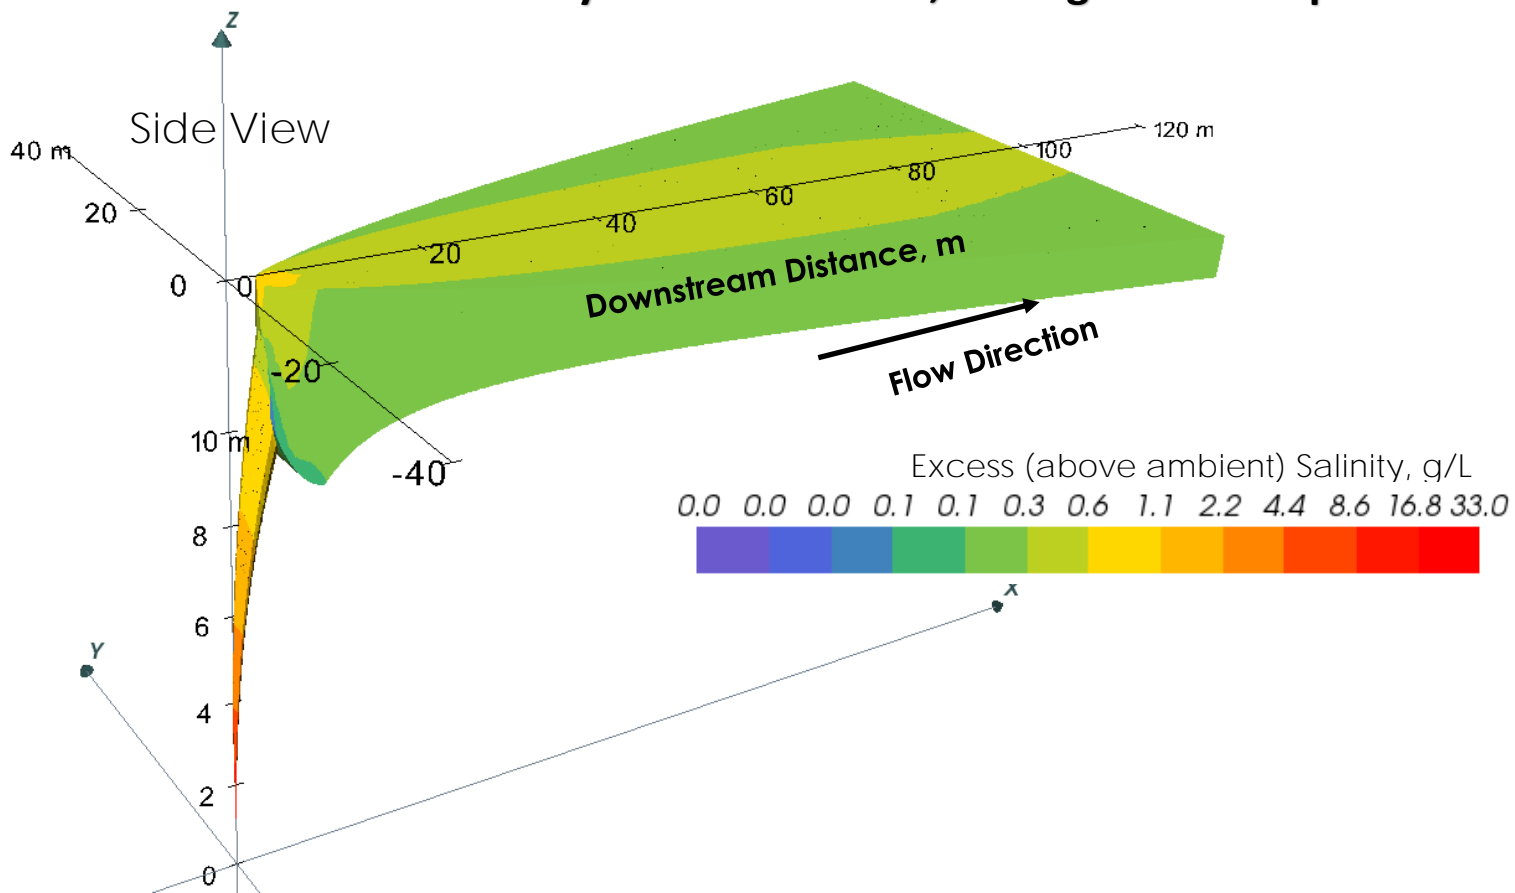 Z
Side View
40 m
20
0
0
20
40
60
80
100
120 m
Downstream Distance, m
Flow Direction
-20
-40
10 m
8
6
4
2
0
Excess (above ambient) Salinity, g/L
0.0 0.0 0.0 0.1 0.1 0.3 0.6 1.1 2.2 4.4 8.6 16.8 33.0
X
Y